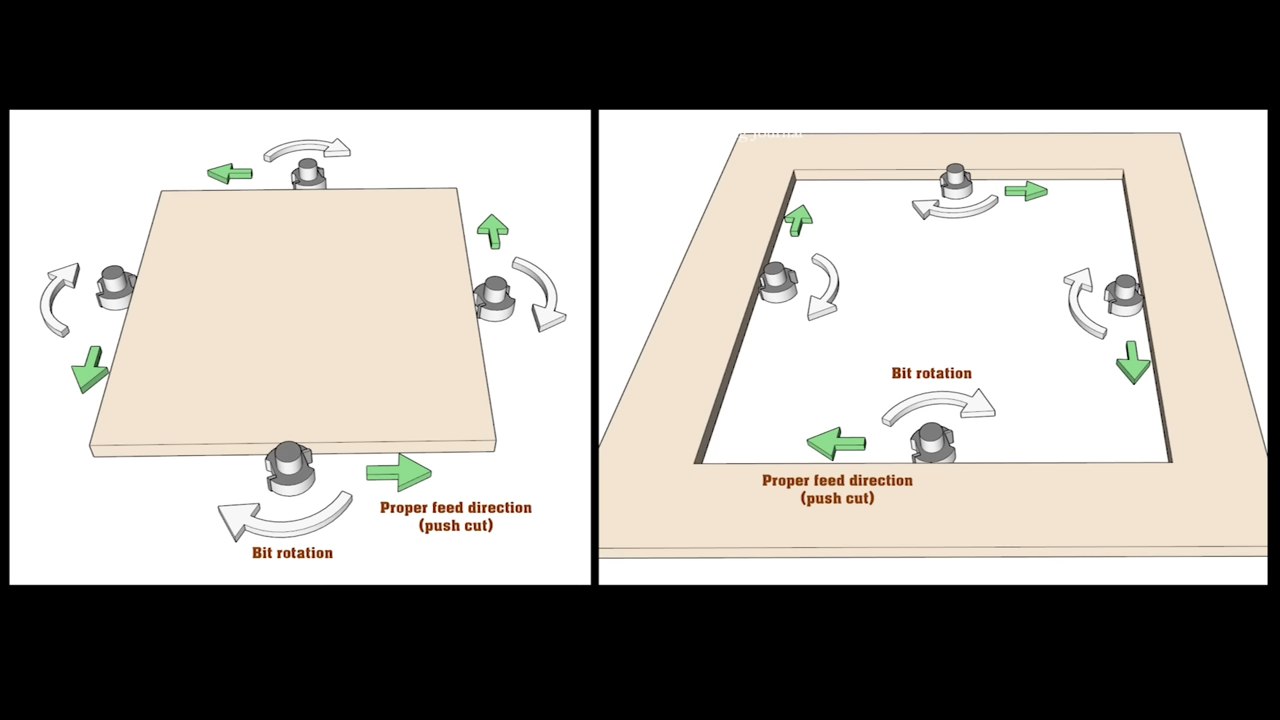 Proper feed direction
(push cut)
Bit rotation
Bit rotation
Proper feed direction
(push cut)